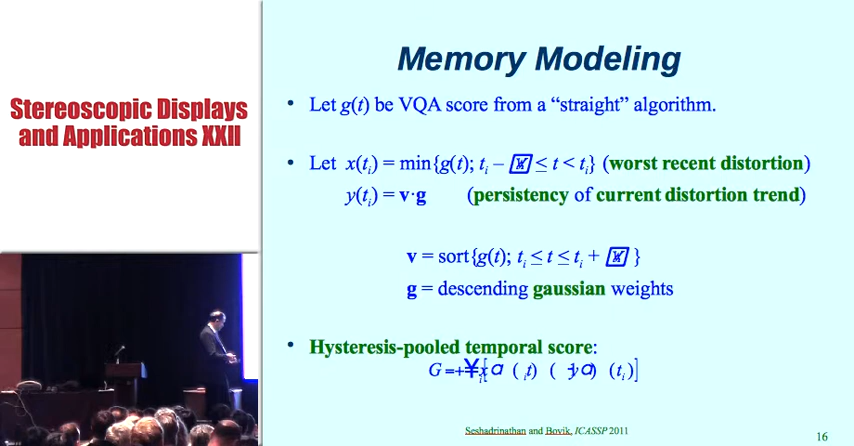 Stereoscopic Displays
and Applications XXII
Memory Modeling
• Let g(t) be VQA score from a “straight” algorithm.
• Let x(tᵢ) = min{g(t); tᵢ – ≤ t < tᵢ} (worst recent distortion)
y(tᵢ) = v·g (persistency of current distortion trend)
v = sort{g(t); tᵢ ≤ t ≤ tᵢ + }
g = descending gaussian weights
• Hysteresis-pooled temporal score:
Seshadrinathan and Bovik, ICASSP 2011
16